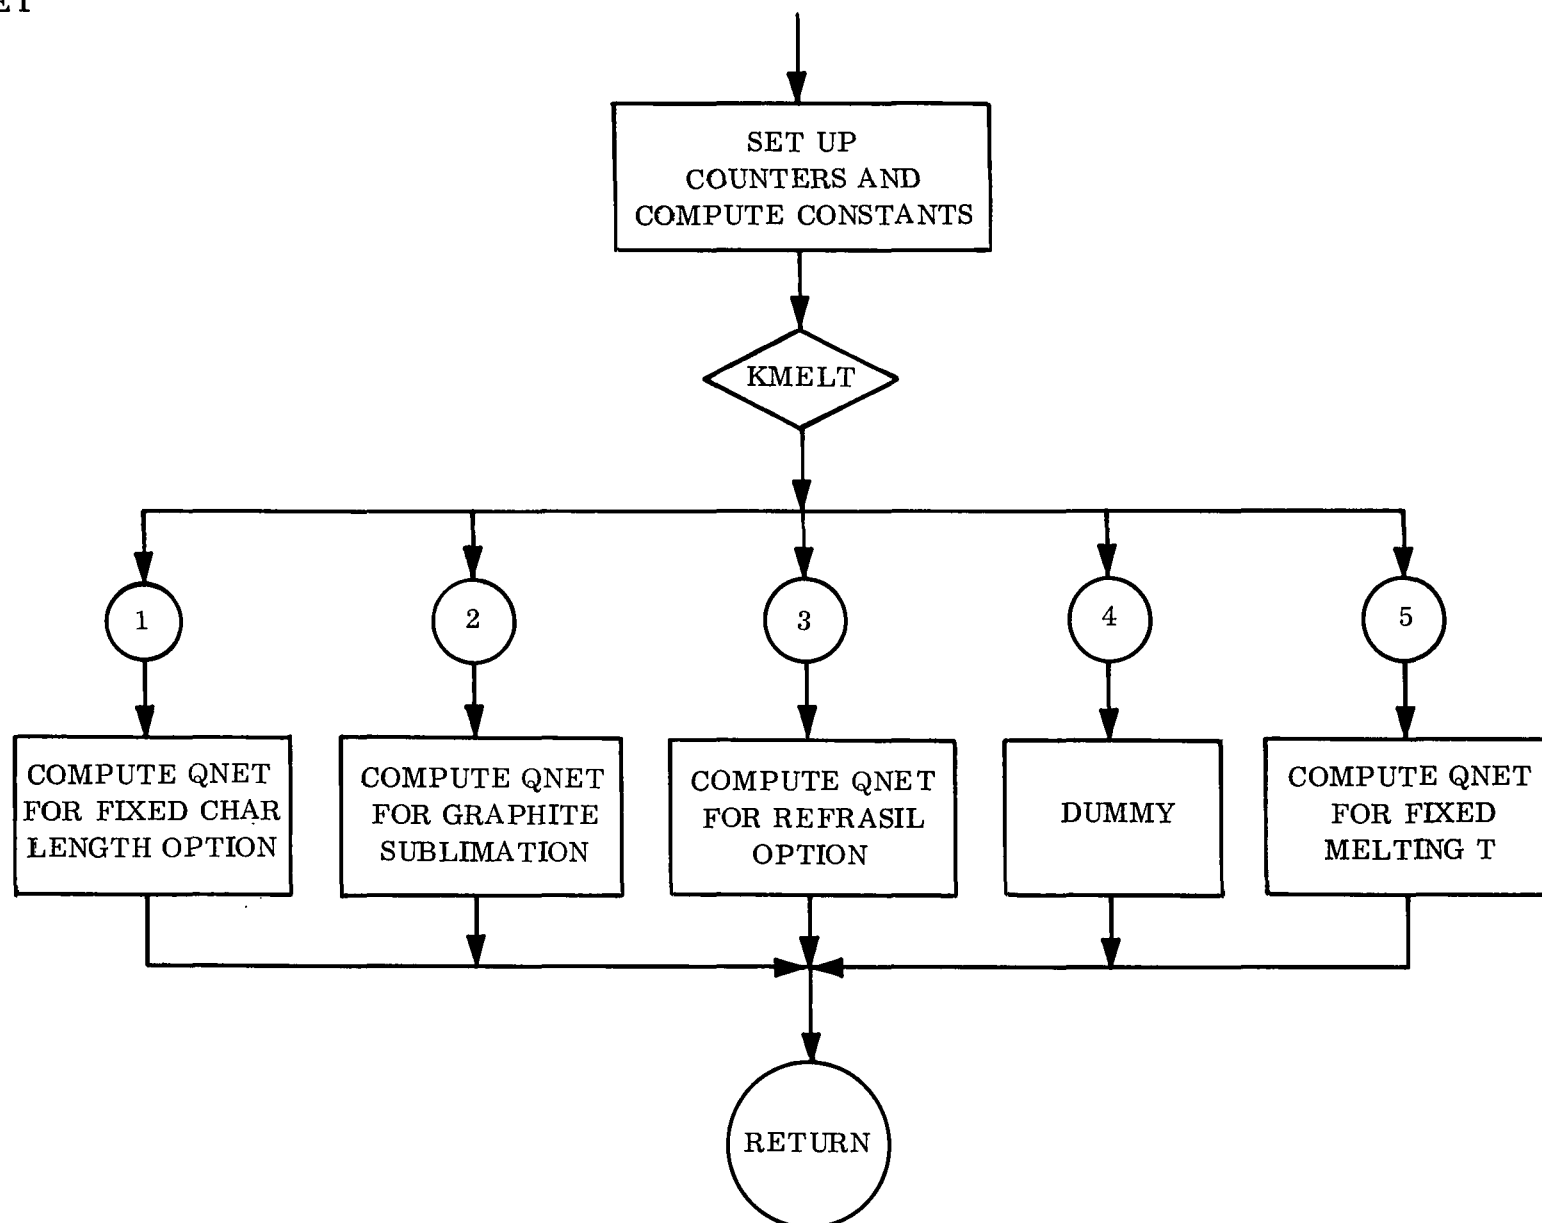 SET UP
COUNTERS AND
COMPUTE CONSTANTS
KMELT
1
2
3
4
5
COMPUTE QNET
FOR FIXED CHAR
LENGTH OPTION
COMPUTE QNET
FOR GRAPHITE
SUBLIMATION
COMPUTE QNET
FOR REFRASIL
OPTION
DUMMY
COMPUTE QNET
FOR FIXED
MELTING T
RETURN